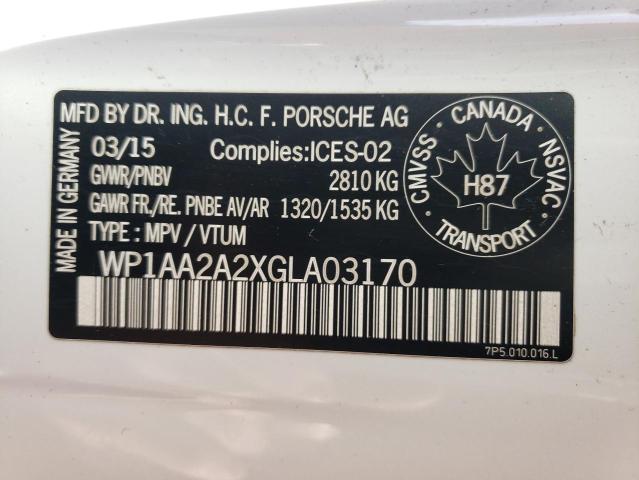 MFD BY DR. ING. H.C. F. PORSCHE AG
03/15 Complies:ICES-02
GVWR/PNBV 2810 KG
GAWR FR./RE. PNBE AV/AR 1320/1535 KG
TYPE : MPV / VTUM
WP1AA2A2XGLA03170
MADE IN GERMANY
CANADA
CMVSS
NSVAC
H87
TRANSPORT
7P5.010.016.L